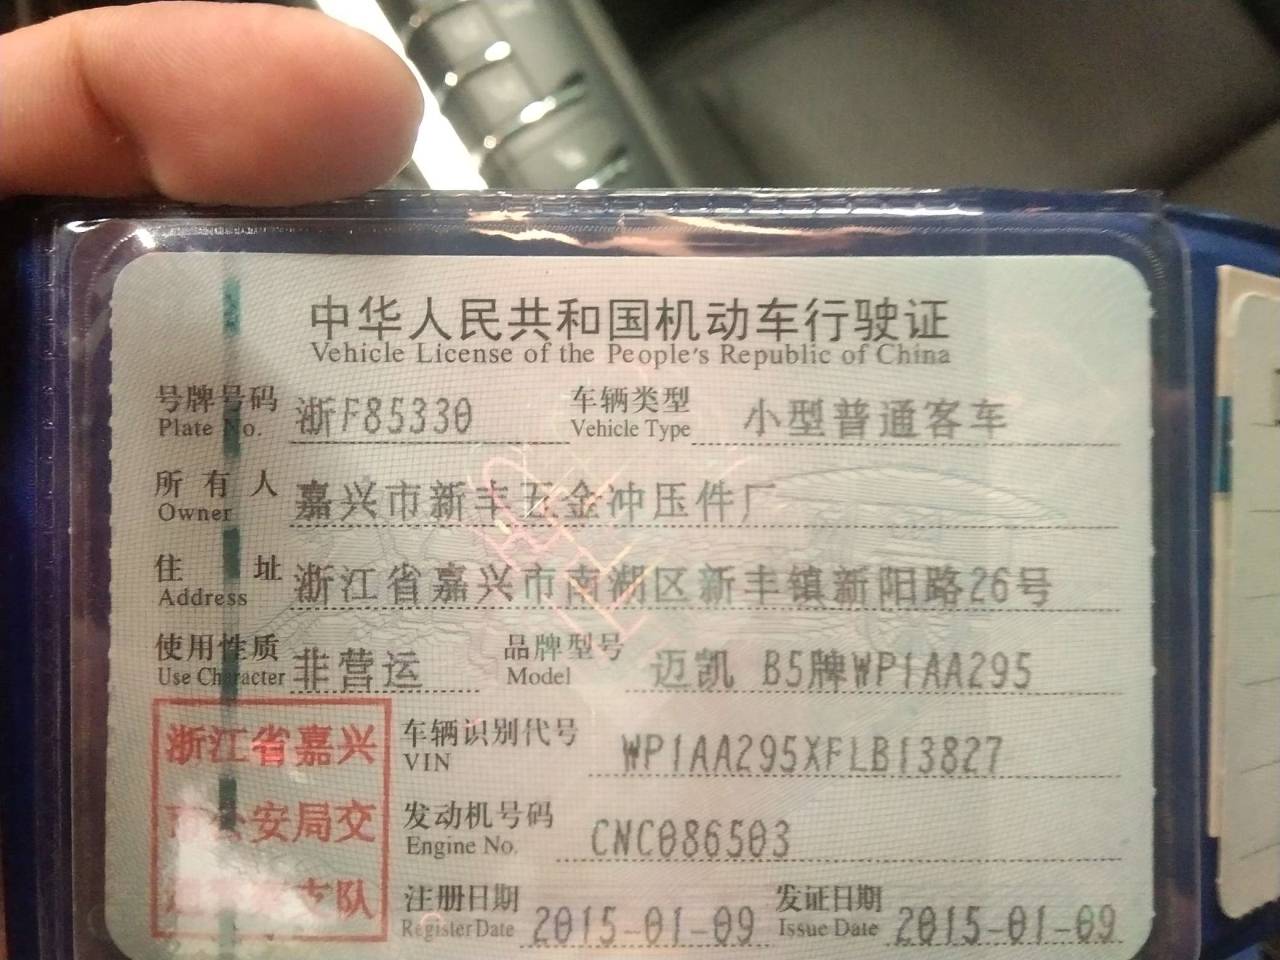 中华人民共和国机动车行驶证
Vehicle License of the People's Republic of China
号牌号码 浙F85330 车辆类型 小型普通客车
Plate No. Vehicle Type
所有人 嘉兴市新丰五金冲压件厂
Owner
住址 浙江省嘉兴市南湖区新丰镇新阳路26号
Address
使用性质 非营运 品牌型号 迈凯 B5牌WP1AA295
Use Character Model
浙江省嘉兴
车辆识别代号 WP1AA295XFLB13827
VIN
公安局交
发动机号码 CNC086503
Engine No.
支队
注册日期 2015-01-09 发证日期 2015-01-09
Register Date Issue Date